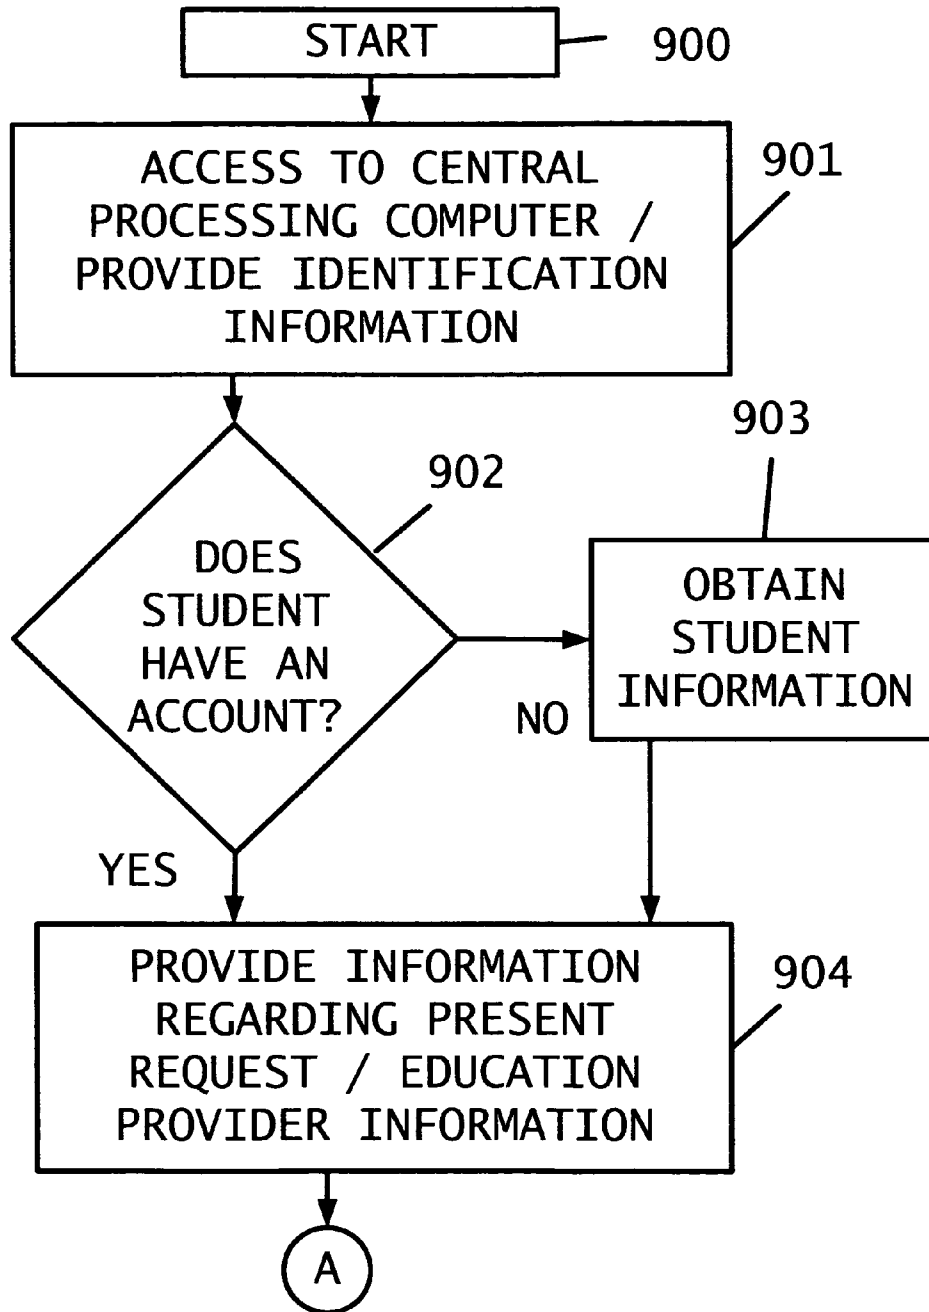 START
900
ACCESS TO CENTRAL
PROCESSING COMPUTER /
PROVIDE IDENTIFICATION
INFORMATION
901
902
DOES
STUDENT
HAVE AN
ACCOUNT?
903
OBTAIN
STUDENT
INFORMATION
NO
YES
PROVIDE INFORMATION
REGARDING PRESENT
REQUEST / EDUCATION
PROVIDER INFORMATION
904
A